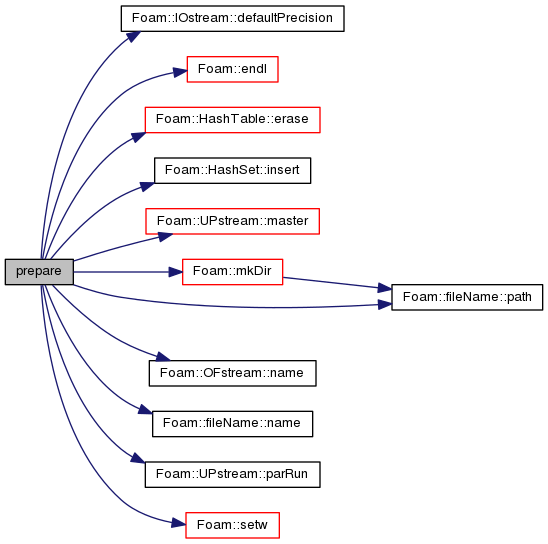 Foam::IOstream::defaultPrecision
Foam::endl
Foam::HashTable::erase
Foam::HashSet::insert
Foam::UPstream::master
prepare
Foam::mkDir
Foam::fileName::path
Foam::OFstream::name
Foam::fileName::name
Foam::UPstream::parRun
Foam::setw